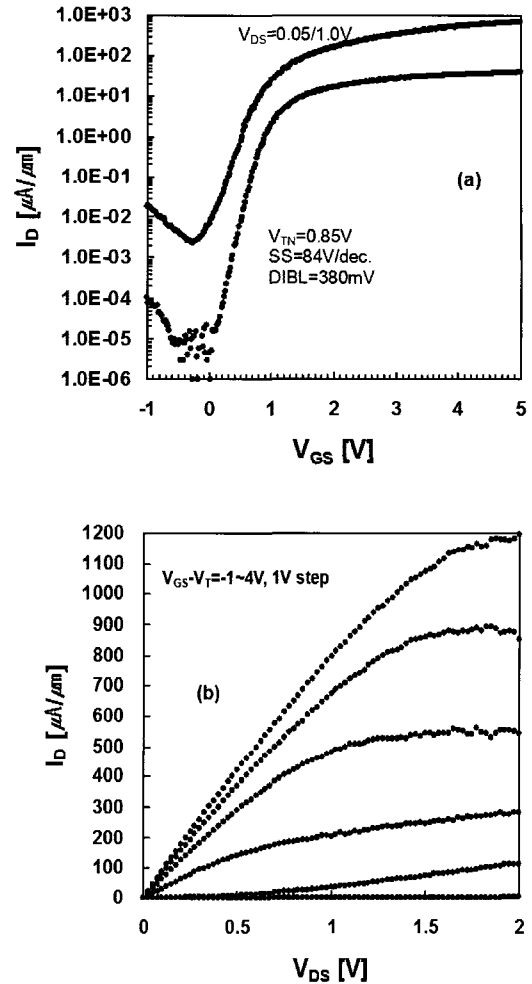 1.0E+03
V_DS=0.05/1.0V
1.0E+02
1.0E+01
1.0E+00
1.0E-01
1.0E-02
1.0E-03
1.0E-04
1.0E-05
1.0E-06
I_D [μA/μm]
(a)
V_TN=0.85V
SS=84V/dec.
DIBL=380mV
-1 0 1 2 3 4 5
V_GS [V]
1200
1100
1000
900
800
700
600
500
400
300
200
100
0
I_D [μA/μm]
V_GS-V_T=-1~4V, 1V step
(b)
0 0.5 1 1.5 2
V_DS [V]